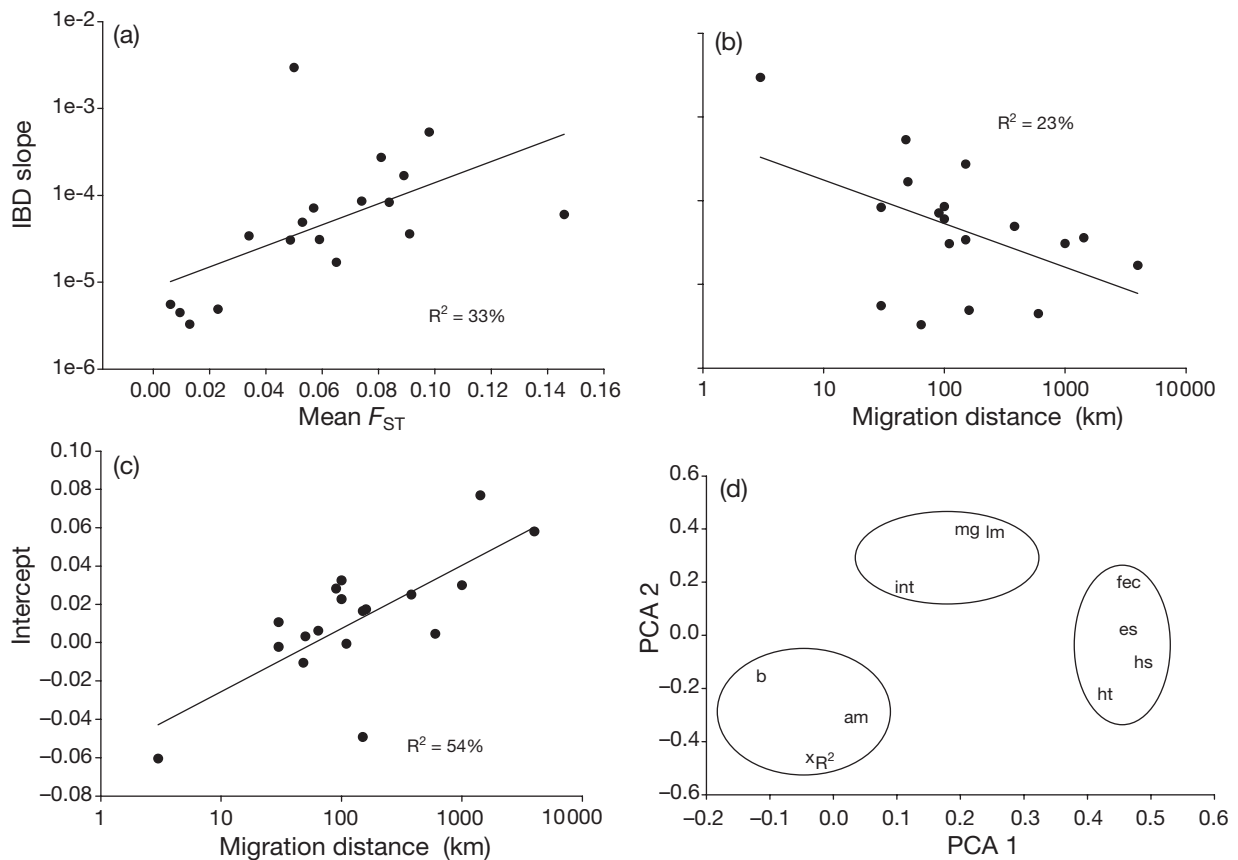 (a)
1e-2
1e-3
1e-4
1e-5
1e-6
IBD slope
R² = 33%
0.00 0.02 0.04 0.06 0.08 0.10 0.12 0.14 0.16
Mean F_ST
(b)
R² = 23%
1 10 100 1000 10000
Migration distance (km)
(c)
0.10
0.08
0.06
0.04
0.02
0.00
−0.02
−0.04
−0.06
−0.08
Intercept
R² = 54%
1 10 100 1000 10000
Migration distance (km)
(d)
0.6
0.4
0.2
0.0
−0.2
−0.4
−0.6
PCA 2
mg lm
int
fec
es
hs
ht
b
am
xR²
−0.2 −0.1 0.0 0.1 0.2 0.3 0.4 0.5 0.6
PCA 1